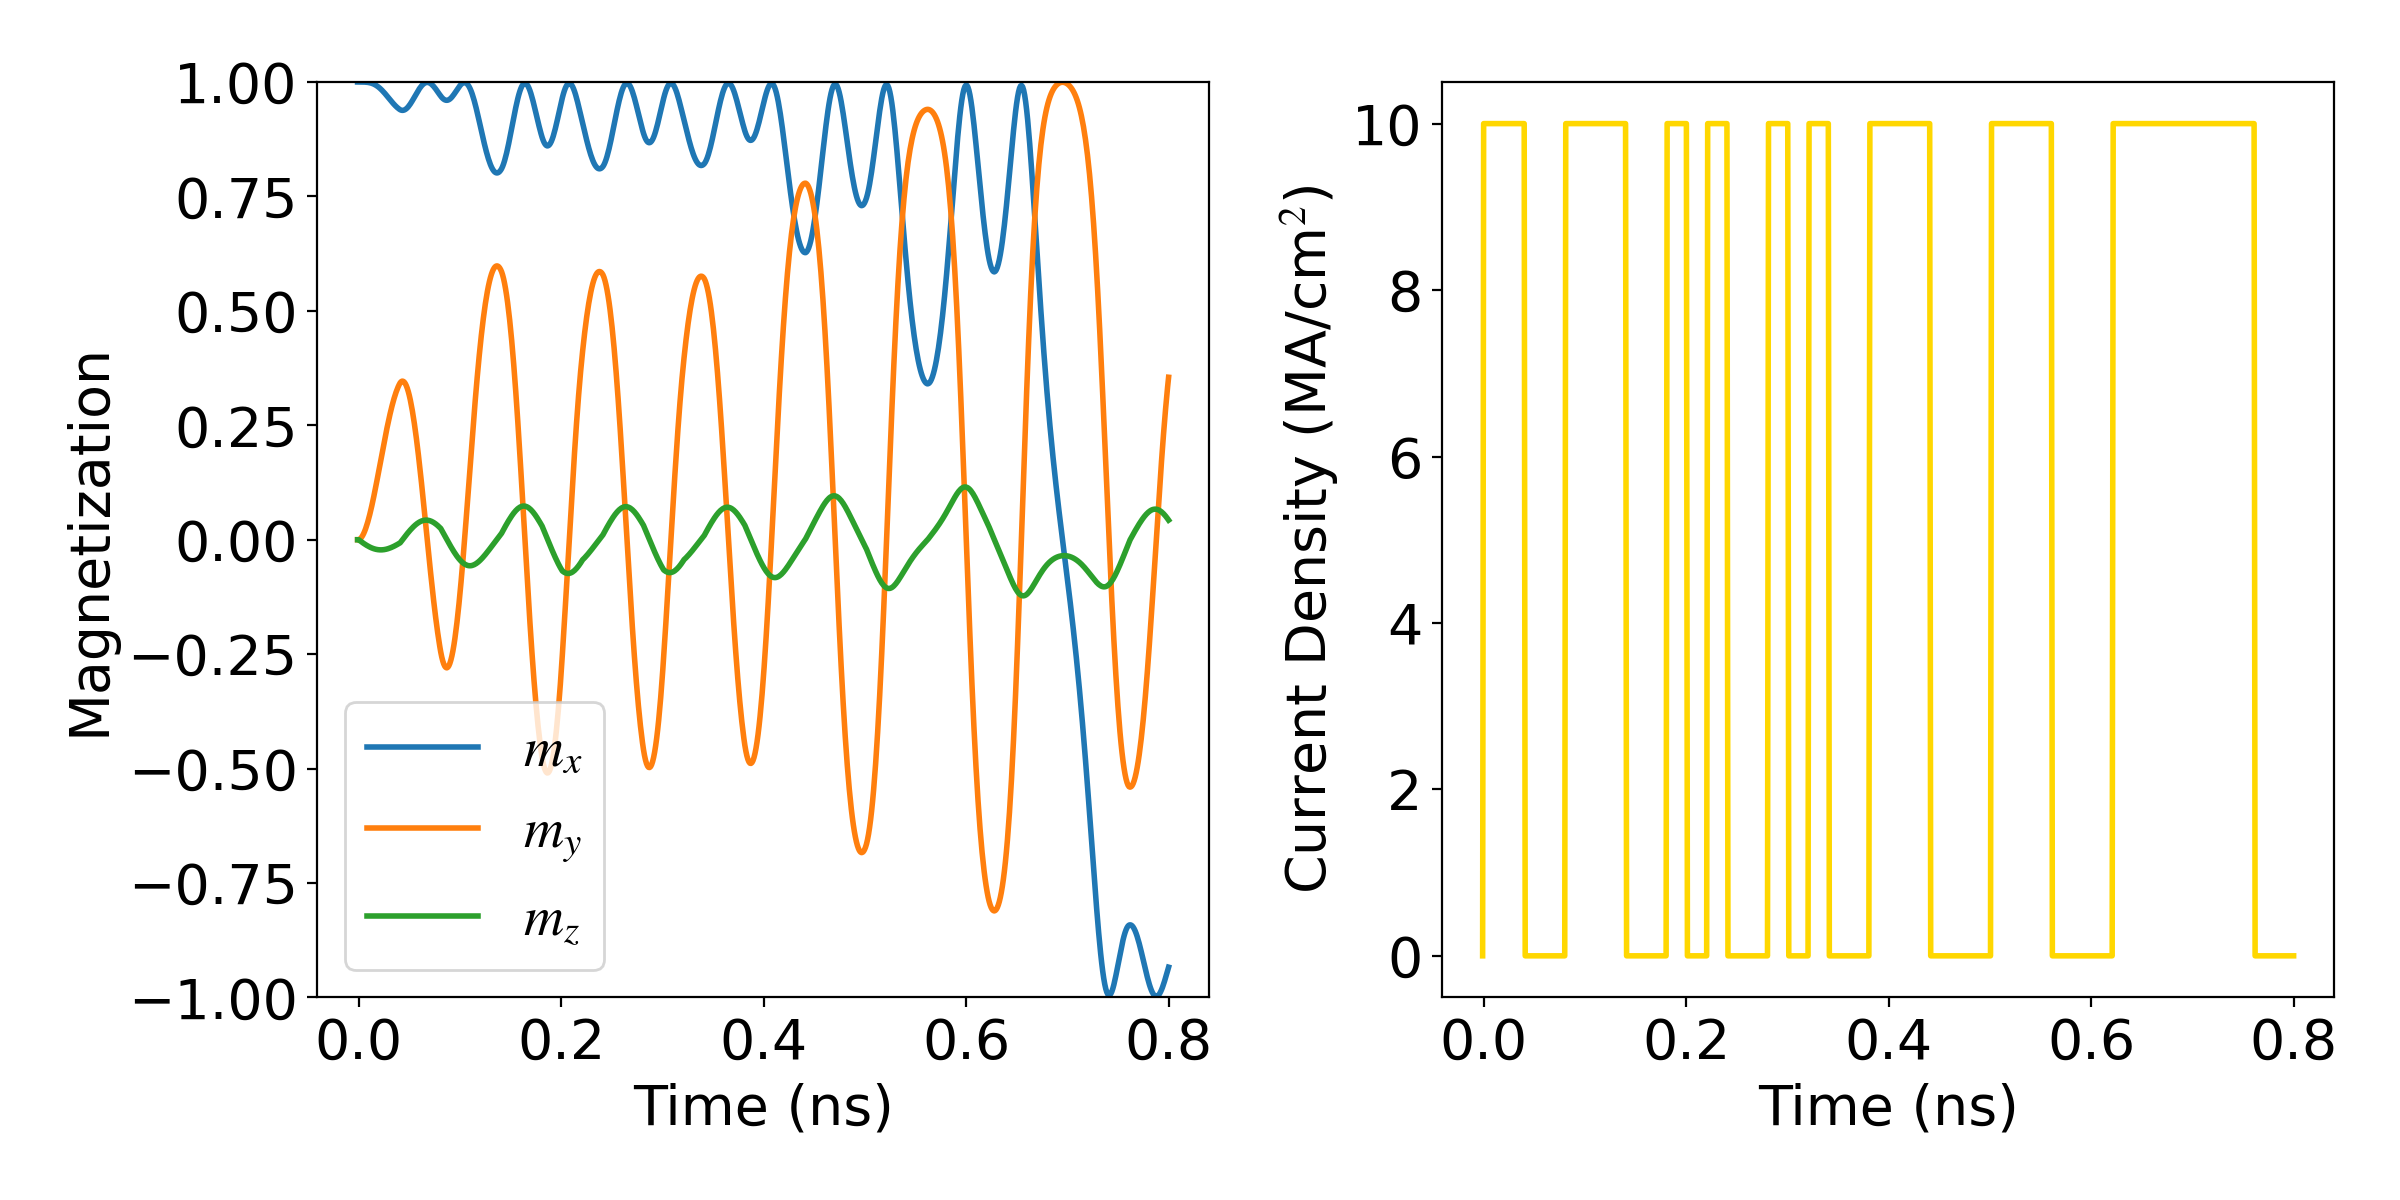 1.00
0.75
0.50
0.25
0.00
−0.25
−0.50
−0.75
−1.00
Magnetization
m_x
m_y
m_z
0.0 0.2 0.4 0.6 0.8
Time (ns)
10
8
6
4
2
0
Current Density (MA/cm²)
0.0 0.2 0.4 0.6 0.8
Time (ns)